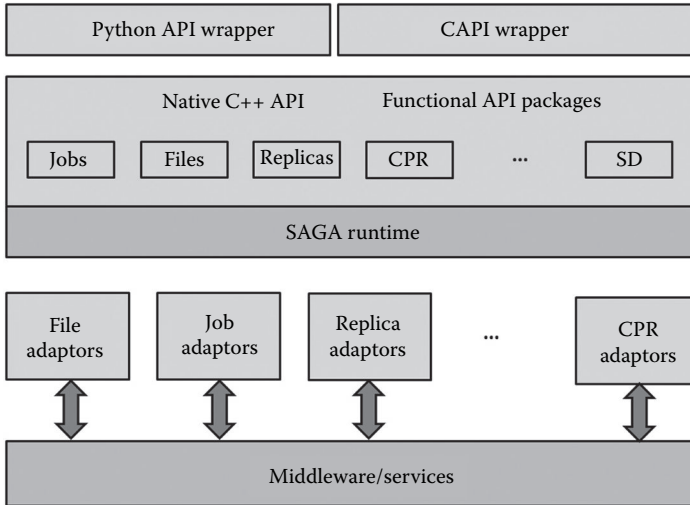 Python API wrapper
CAPI wrapper
Native C++ API
Functional API packages
Jobs
Files
Replicas
CPR
...
SD
SAGA runtime
File
adaptors
Job
adaptors
Replica
adaptors
...
CPR
adaptors
Middleware/services